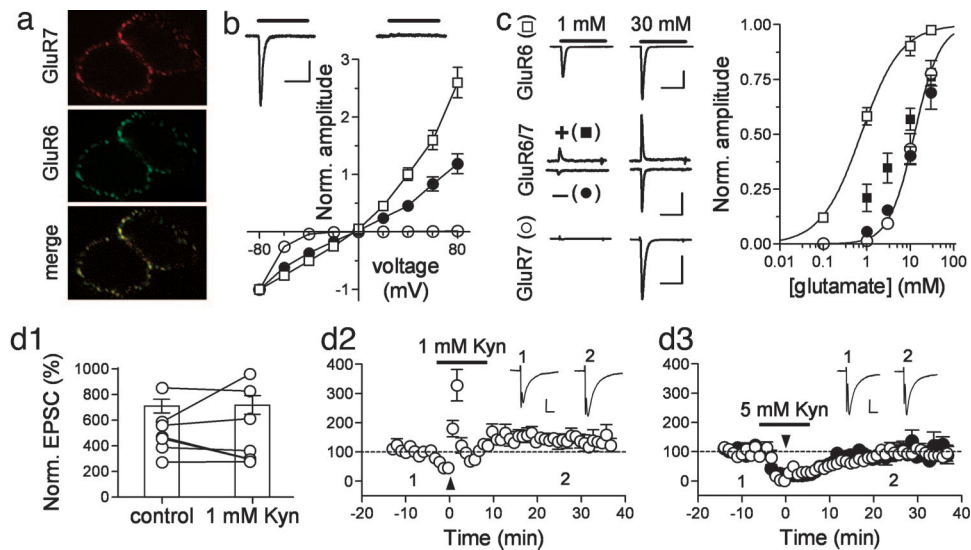 a
GluR7
GluR6
merge
b
Norm. amplitude
3
2
1
-1
-80
80
voltage
(mV)
c
1 mM
30 mM
GluR6 (□)
GluR6/7
+ (■)
– (●)
GluR7 (○)
1.00
0.75
0.50
0.25
0.00
0.01
0.1
1
10
100
[glutamate] (mM)
Norm. amplitude
d1
Norm. EPSC (%)
1000
800
600
400
200
0
control
1 mM Kyn
d2
1 mM Kyn
1
2
400
300
200
100
0
1
2
-20
-10
0
10
20
30
40
Time (min)
d3
5 mM Kyn
1
2
400
300
200
100
0
1
2
-20
-10
0
10
20
30
40
Time (min)